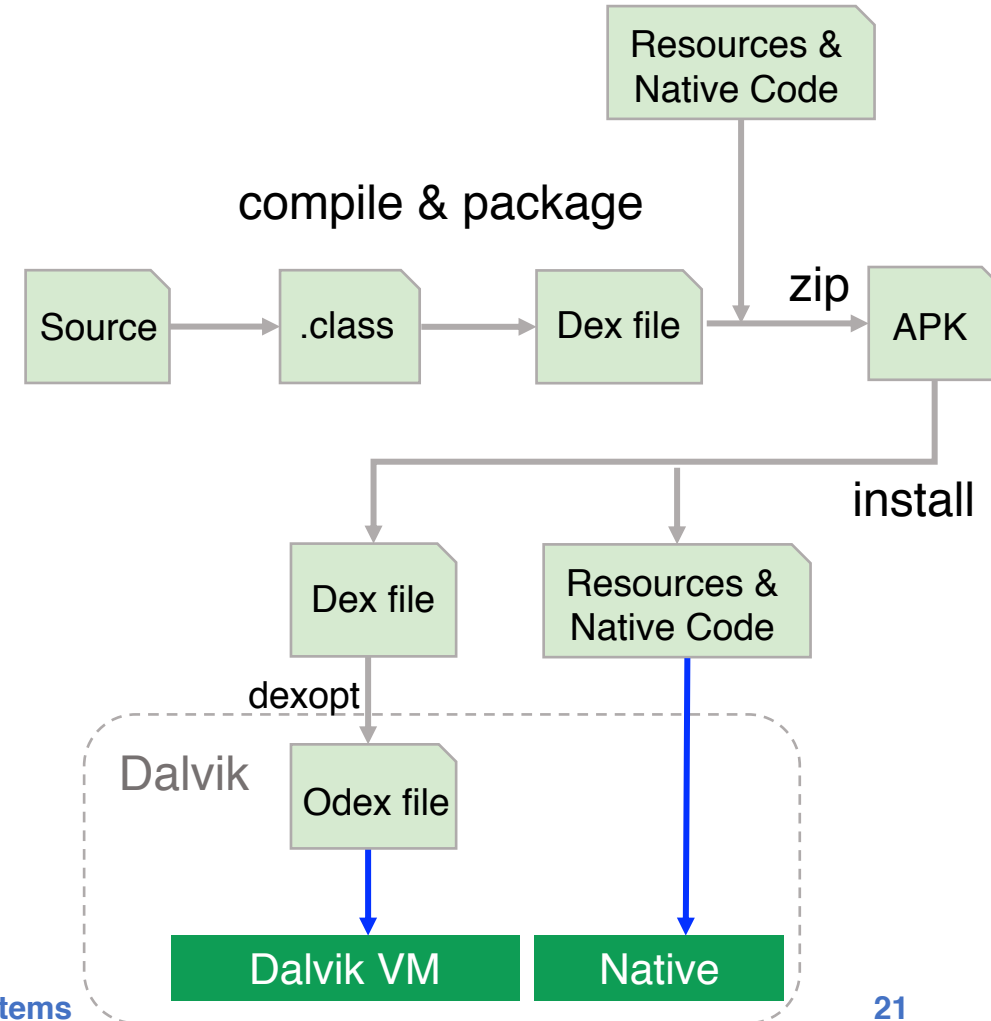 Resources &
Native Code
compile & package
zip
Source
.class
Dex file
APK
install
Dex file
Resources &
Native Code
dexopt
Dalvik
Odex file
Dalvik VM
Native
tems
21